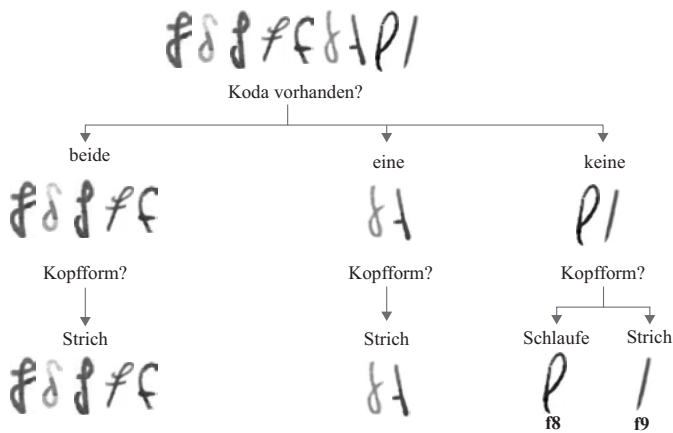 Koda vorhanden?
beide
eine
keine
Kopfform?
Kopfform?
Kopfform?
Strich
Strich
Schlaufe
Strich
f8
f9